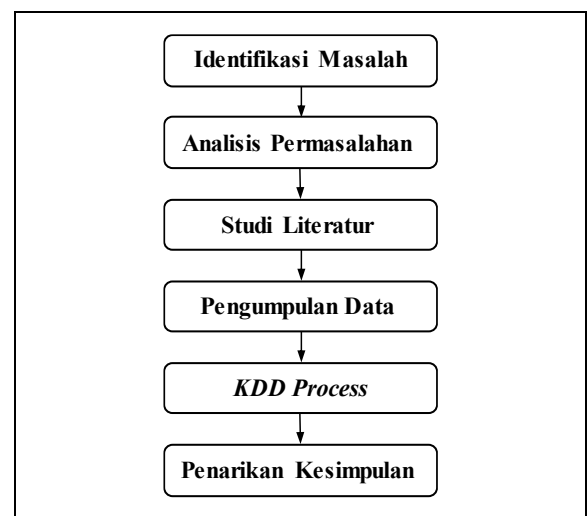 Identifikasi Masalah
Analisis Permasalahan
Studi Literatur
Pengumpulan Data
KDD Process
Penarikan Kesimpulan